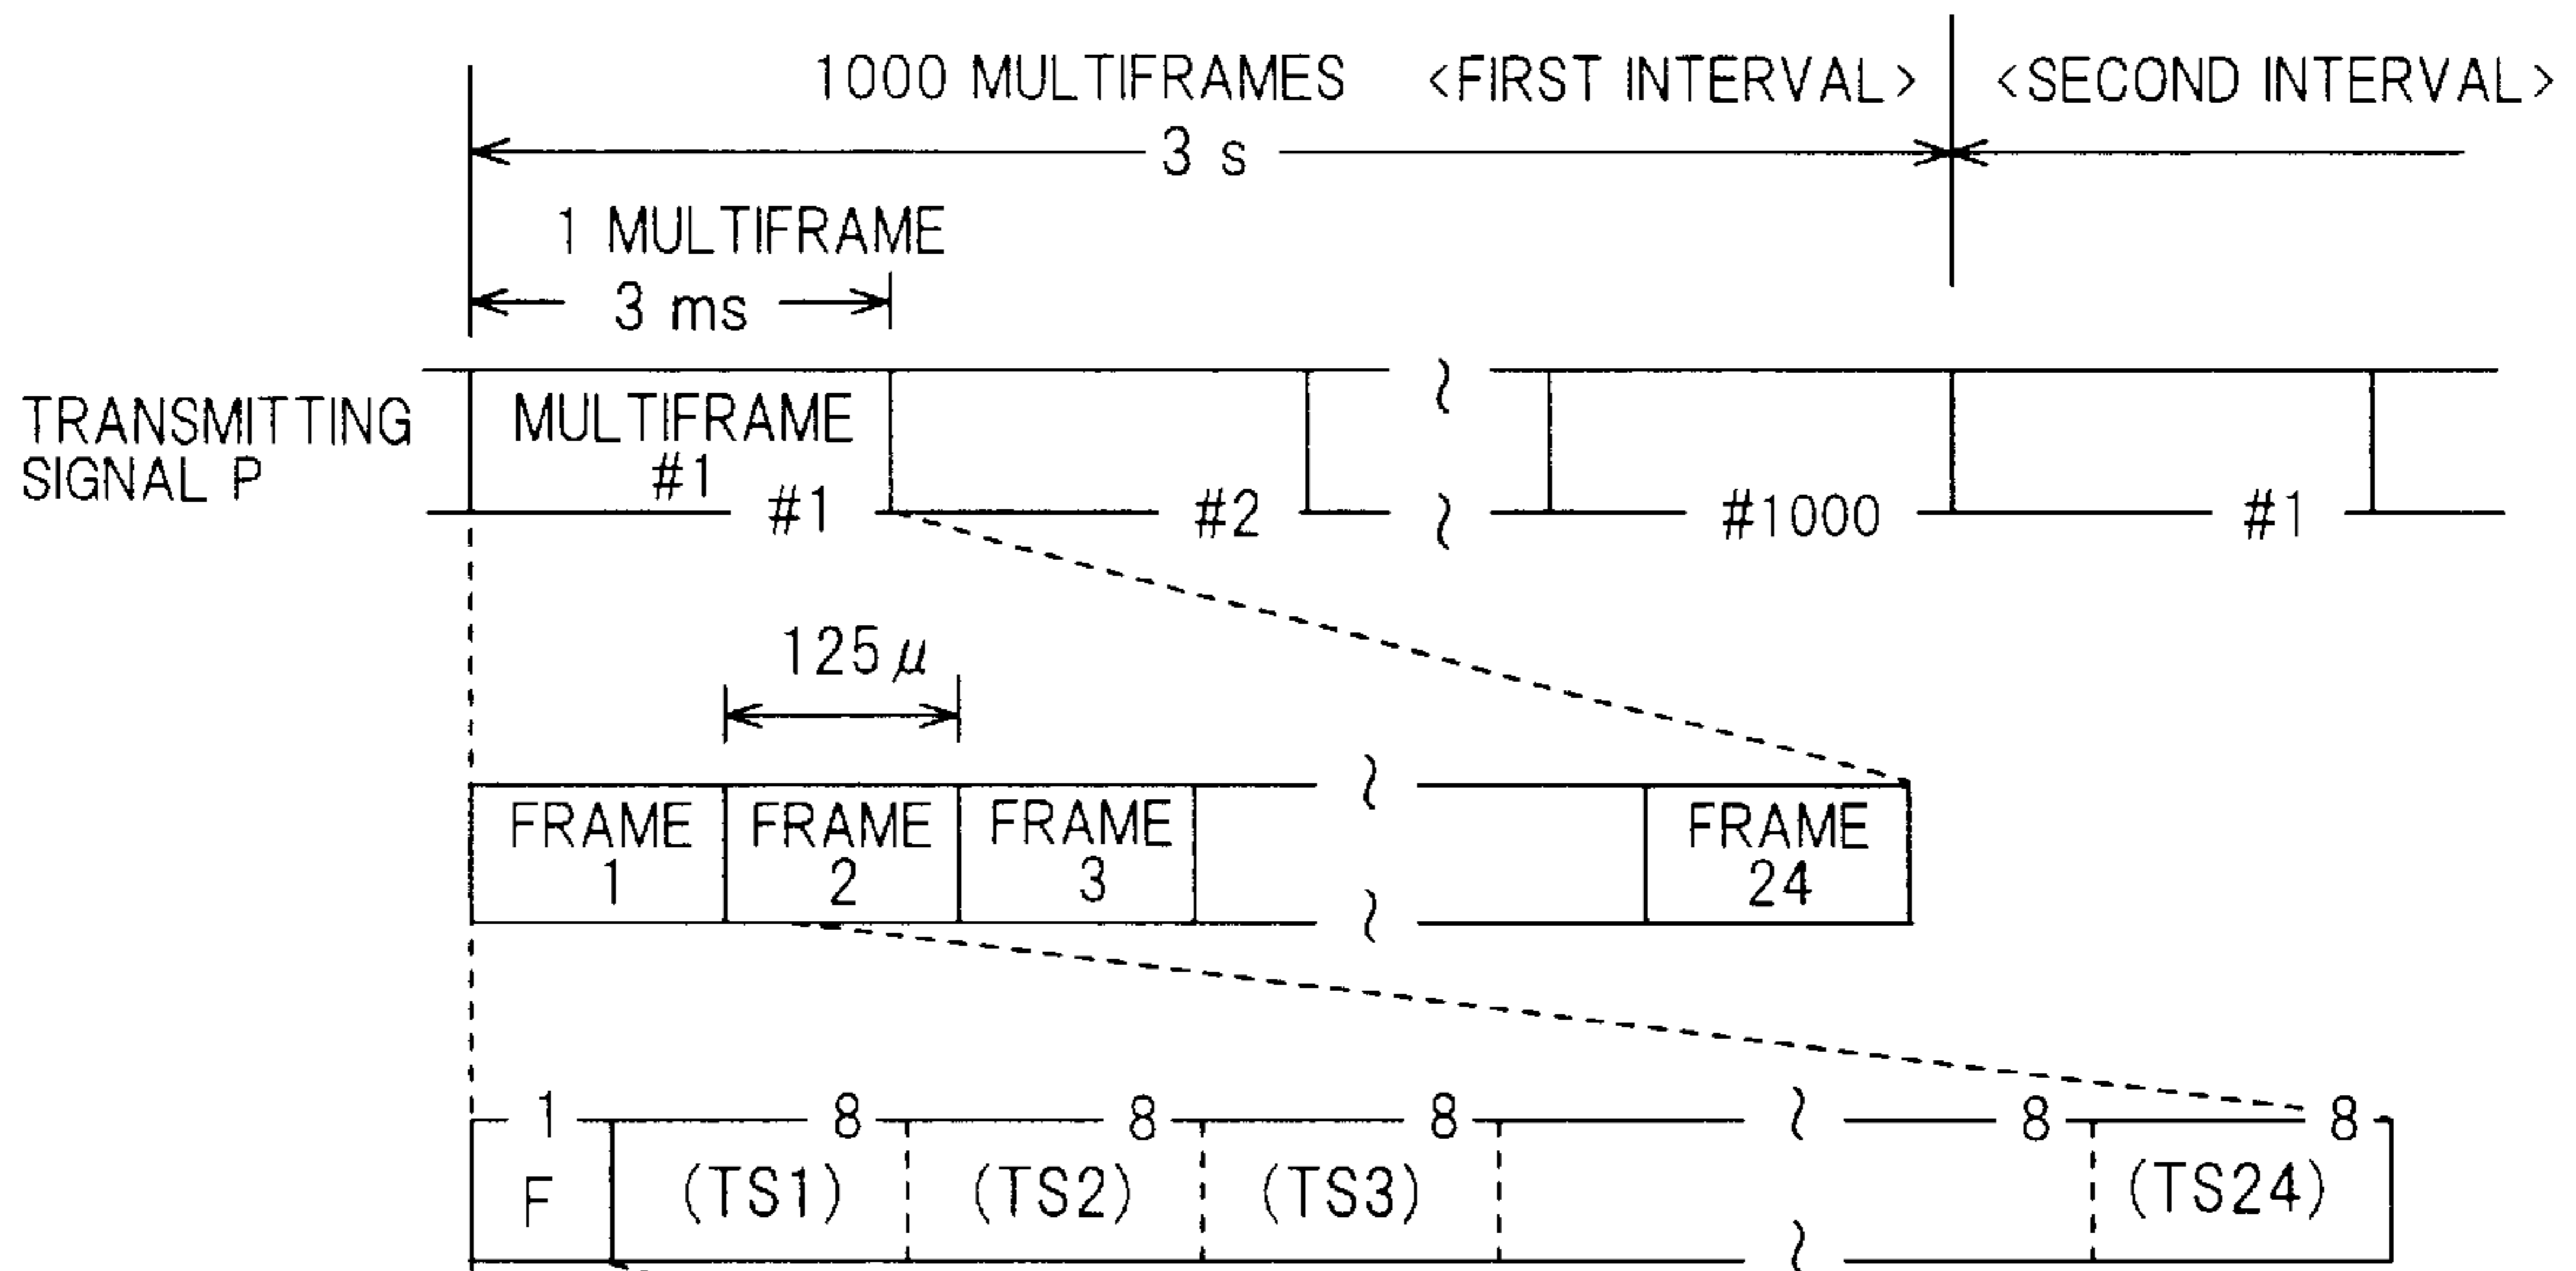 1000 MULTIFRAMES <FIRST INTERVAL> <SECOND INTERVAL>
3 s
1 MULTIFRAME
3 ms
TRANSMITTING
SIGNAL P
MULTIFRAME
#1
#1 #2 #1000 #1
125μ
FRAME
1
FRAME
2
FRAME
3
FRAME
24
1 8 8 8 8 8
F (TS1) (TS2) (TS3) (TS24)